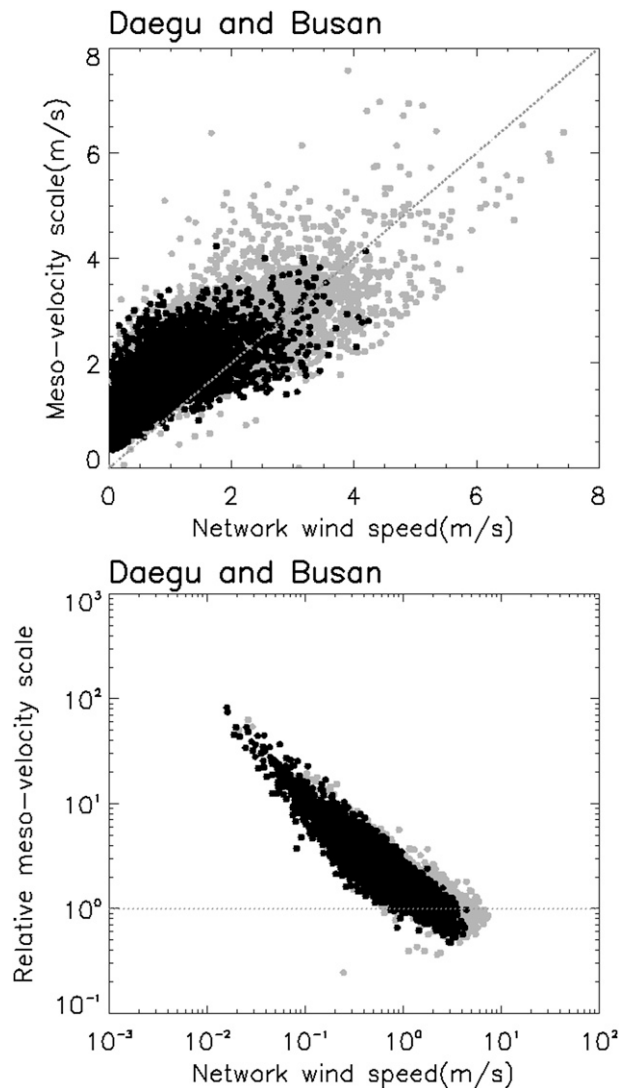 Daegu and Busan
8
6
4
2
0
Meso-velocity scale(m/s)
0 2 4 6 8
Network wind speed(m/s)
Daegu and Busan
10³
10²
10¹
10⁰
10⁻¹
Relative meso-velocity scale
10⁻³ 10⁻² 10⁻¹ 10⁰ 10¹ 10²
Network wind speed(m/s)